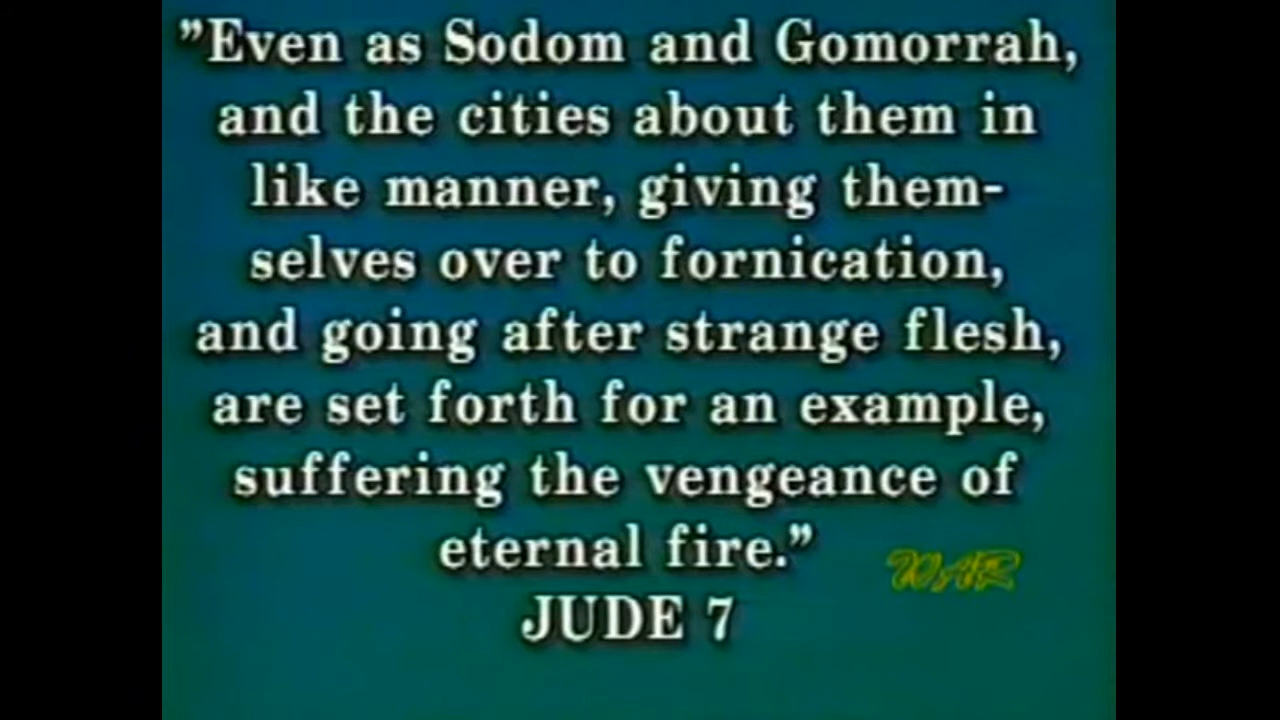 ”Even as Sodom and Gomorrah,
and the cities about them in
like manner, giving them-
selves over to fornication,
and going after strange flesh,
are set forth for an example,
suffering the vengeance of
eternal fire.”
WAR
JUDE 7